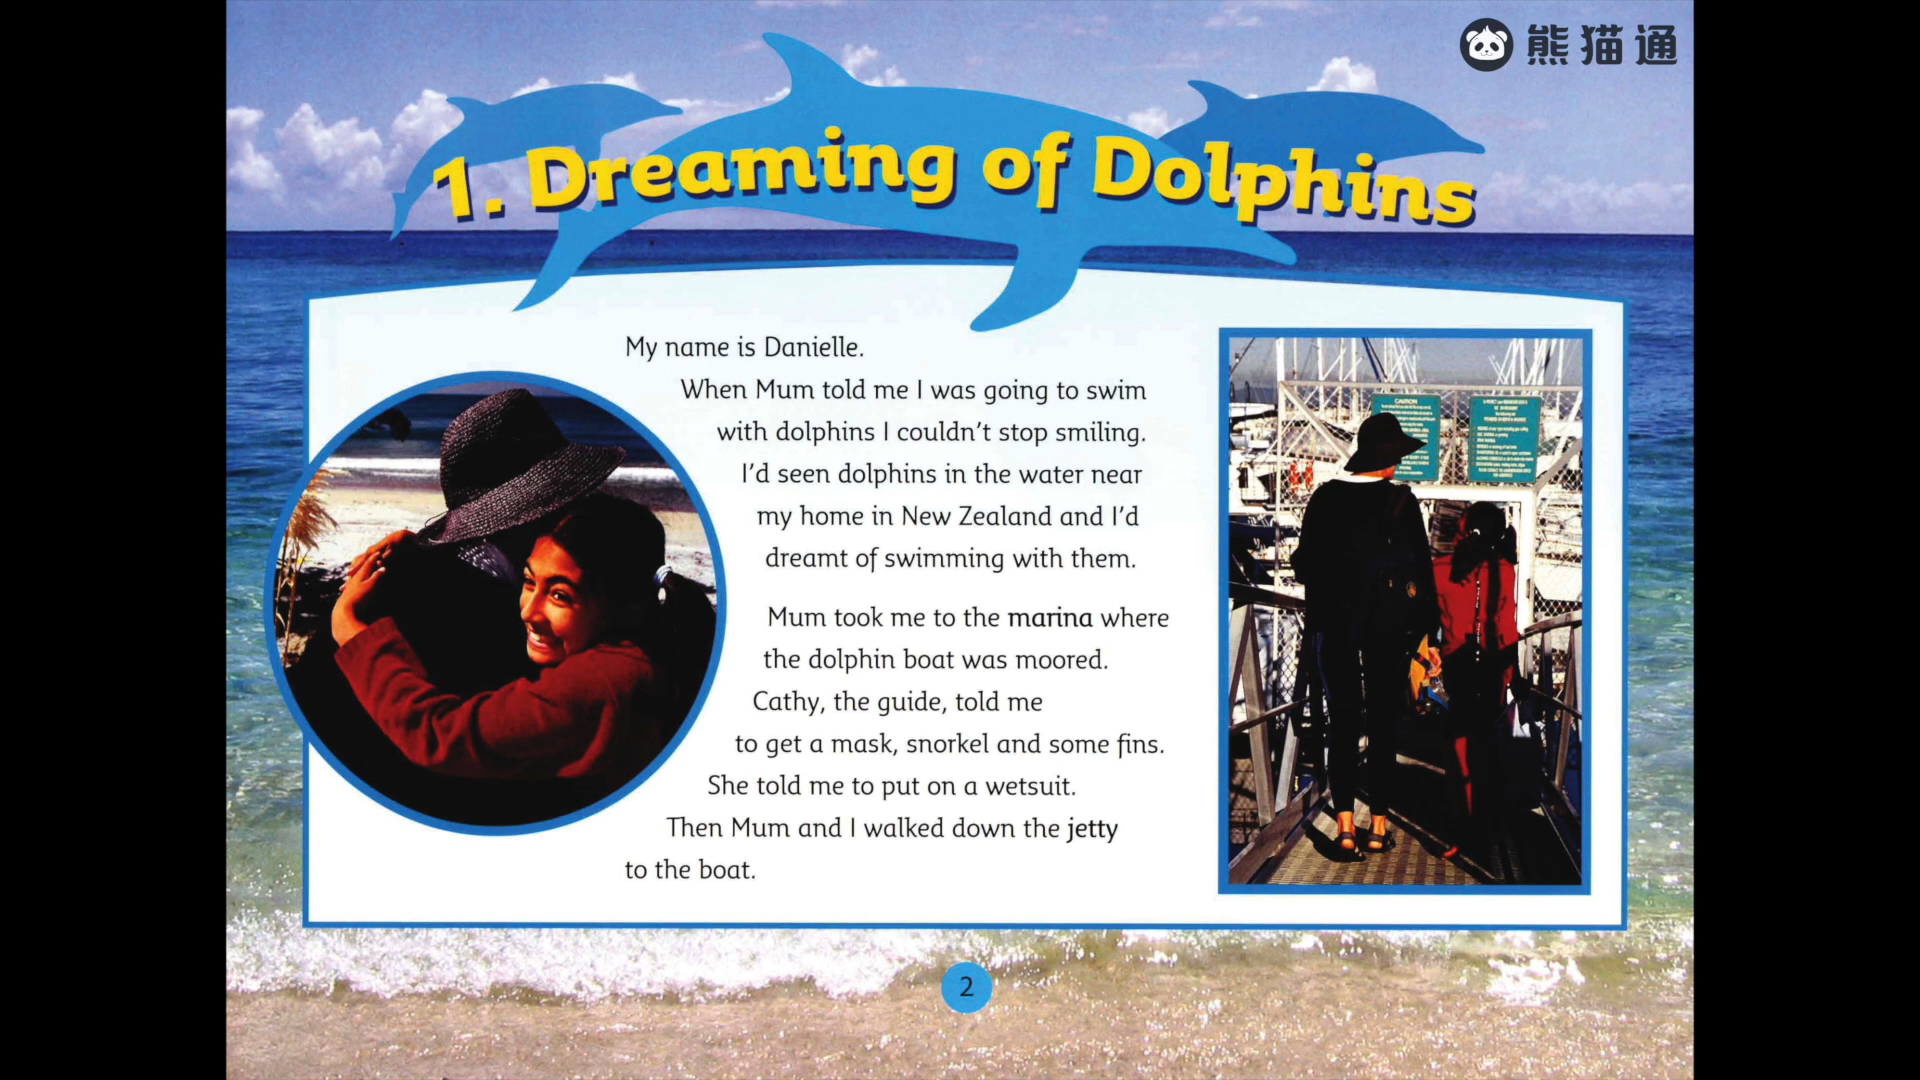 熊猫通
1. Dreaming of Dolphins
My name is Danielle.
When Mum told me I was going to swim
with dolphins I couldn't stop smiling.
I'd seen dolphins in the water near
my home in New Zealand and I'd
dreamt of swimming with them.
Mum took me to the marina where
the dolphin boat was moored.
Cathy, the guide, told me
to get a mask, snorkel and some fins.
She told me to put on a wetsuit.
Then Mum and I walked down the jetty
to the boat.
CAUTION
2